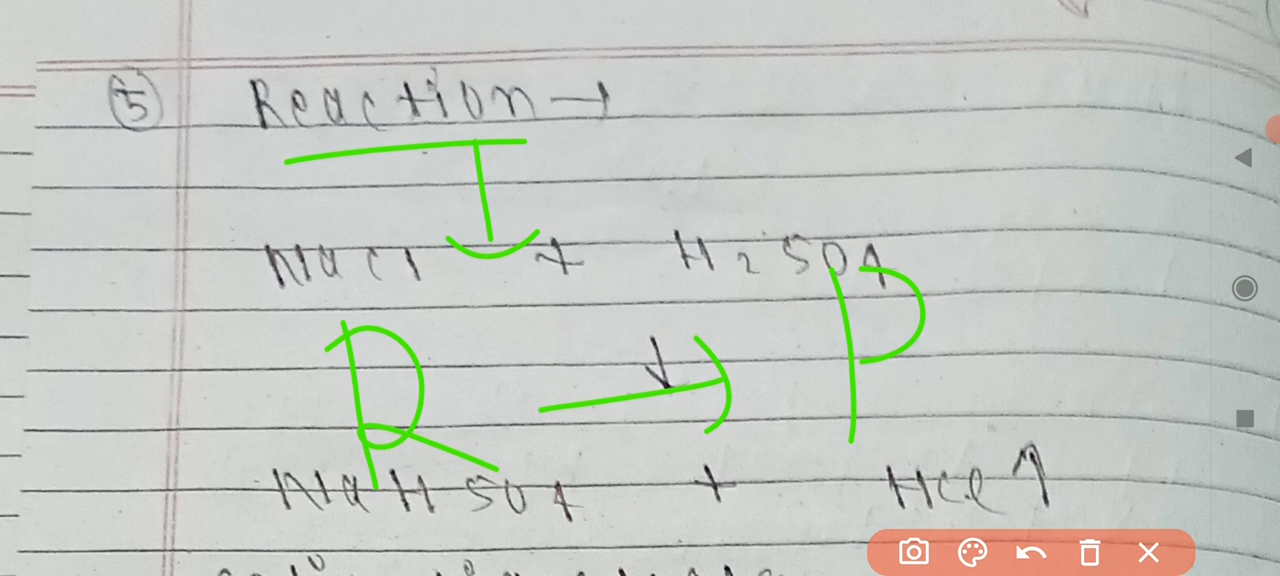 ⑤ Reaction →
NaCl + H2SO4
R → P ↓
NaHSO4 + HCl ↑